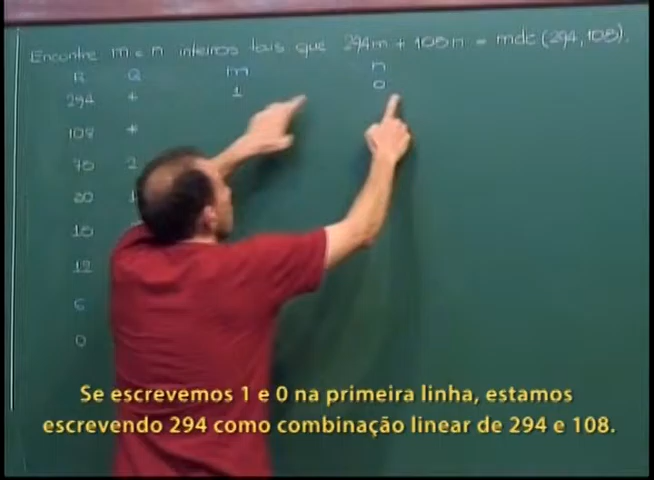 Encontre m e n inteiros tais que 294m + 108n = mdc (294, 108).
R Q m n
294 * 1 0
108 *
78 2
30 1
18
12
6
0
Se escrevemos 1 e 0 na primeira linha, estamos
escrevendo 294 como combinação linear de 294 e 108.